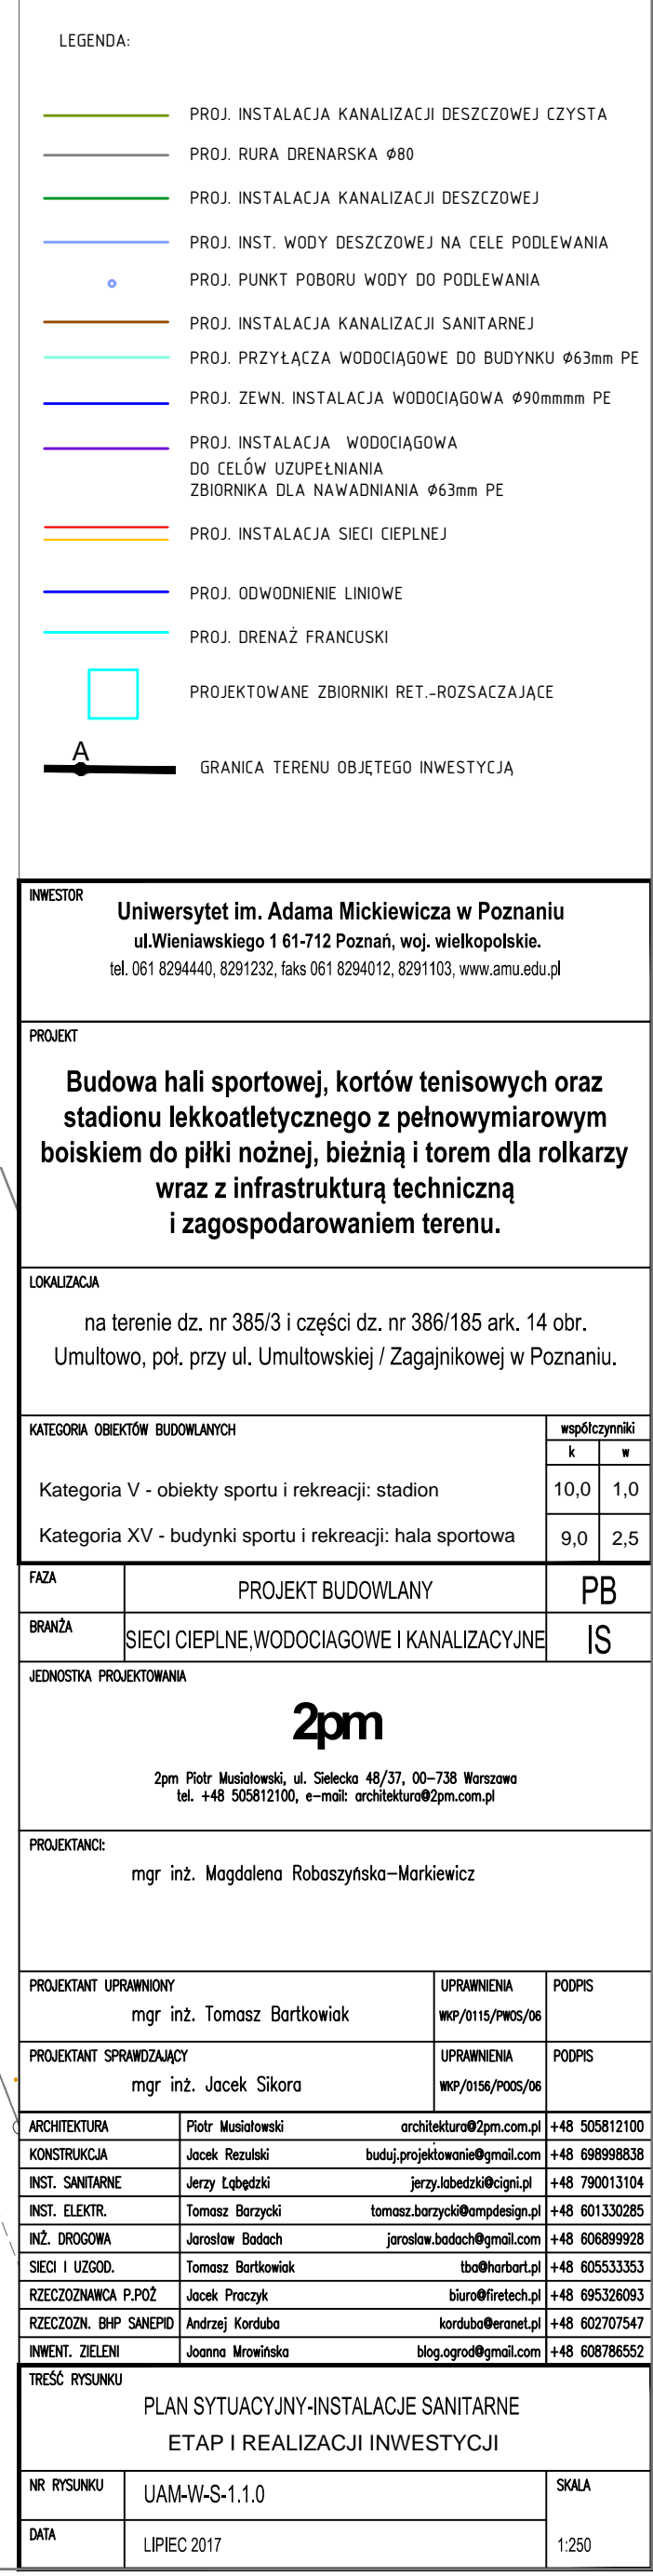 LEGENDA:
PROJ. INSTALACJA KANALIZACJI DESZCZOWEJ CZYSTA
PROJ. RURA DRENARSKA Ø80
PROJ. INSTALACJA KANALIZACJI DESZCZOWEJ
PROJ. INST. WODY DESZCZOWEJ NA CELE PODLEWANIA
PROJ. PUNKT POBORU WODY DO PODLEWANIA
PROJ. INSTALACJA KANALIZACJI SANITARNEJ
PROJ. PRZYŁĄCZA WODOCIĄGOWE DO BUDYNKU Ø63mm PE
PROJ. ZEWN. INSTALACJA WODOCIĄGOWA Ø90mmmm PE
PROJ. INSTALACJA WODOCIĄGOWA
DO CELÓW UZUPEŁNIANIA
ZBIORNIKA DLA NAWADNIANIA Ø63mm PE
PROJ. INSTALACJA SIECI CIEPLNEJ
PROJ. ODWODNIENIE LINIOWE
PROJ. DRENAŻ FRANCUSKI
PROJEKTOWANE ZBIORNIKI RET.-ROZSACZAJĄCE
A GRANICA TERENU OBJĘTEGO INWESTYCJĄ
INWESTOR
Uniwersytet im. Adama Mickiewicza w Poznaniu
ul.Wieniawskiego 1 61-712 Poznań, woj. wielkopolskie.
tel. 061 8294440, 8291232, faks 061 8294012, 8291103, www.amu.edu.pl
PROJEKT
Budowa hali sportowej, kortów tenisowych oraz
stadionu lekkoatletycznego z pełnowymiarowym
boiskiem do piłki nożnej, bieżnią i torem dla rolkarzy
wraz z infrastrukturą techniczną
i zagospodarowaniem terenu.
LOKALIZACJA
na terenie dz. nr 385/3 i części dz. nr 386/185 ark. 14 obr.
Umultowo, poł. przy ul. Umultowskiej / Zagajnikowej w Poznaniu.
KATEGORIA OBIEKTÓW BUDOWLANYCH współczynniki
k w
Kategoria V - obiekty sportu i rekreacji: stadion 10,0 1,0
Kategoria XV - budynki sportu i rekreacji: hala sportowa 9,0 2,5
FAZA PROJEKT BUDOWLANY PB
BRANŻA SIECI CIEPLNE,WODOCIAGOWE I KANALIZACYJNE IS
JEDNOSTKA PROJEKTOWANIA
2pm
2pm Piotr Musiałowski, ul. Sielecka 48/37, 00-738 Warszawa
tel. +48 505812100, e-mail: architektura@2pm.com.pl
PROJEKTANCI:
mgr inż. Magdalena Robaszyńska-Markiewicz
PROJEKTANT UPRAWNIONY UPRAWNIENIA PODPIS
mgr inż. Tomasz Bartkowiak WKP/0115/PWOS/06
PROJEKTANT SPRAWDZAJĄCY UPRAWNIENIA PODPIS
mgr inż. Jacek Sikora WKP/0156/POOS/06
ARCHITEKTURA Piotr Musiałowski architektura@2pm.com.pl +48 505812100
KONSTRUKCJA Jacek Rezulski buduj.projektowanie@gmail.com +48 698998838
INST. SANITARNE Jerzy Łąbędzki jerzy.labedzki@cigni.pl +48 790013104
INST. ELEKTR. Tomasz Barzycki tomasz.barzycki@ampdesign.pl +48 601330285
INŻ. DROGOWA Jarosław Badach jaroslaw.badach@gmail.com +48 606899928
SIECI I UZGOD. Tomasz Bartkowiak tba@harbart.pl +48 605533353
RZECZOZNAWCA P.POŻ Jacek Praczyk biuro@firetech.pl +48 695326093
RZECZOZN. BHP SANEPID Andrzej Korduba korduba@eranet.pl +48 602707547
INWENT. ZIELENI Joanna Mrowińska blog.ogrod@gmail.com +48 608786552
TREŚĆ RYSUNKU
PLAN SYTUACYJNY-INSTALACJE SANITARNE
ETAP I REALIZACJI INWESTYCJI
NR RYSUNKU UAM-W-S-1.1.0 SKALA
DATA LIPIEC 2017 1:250